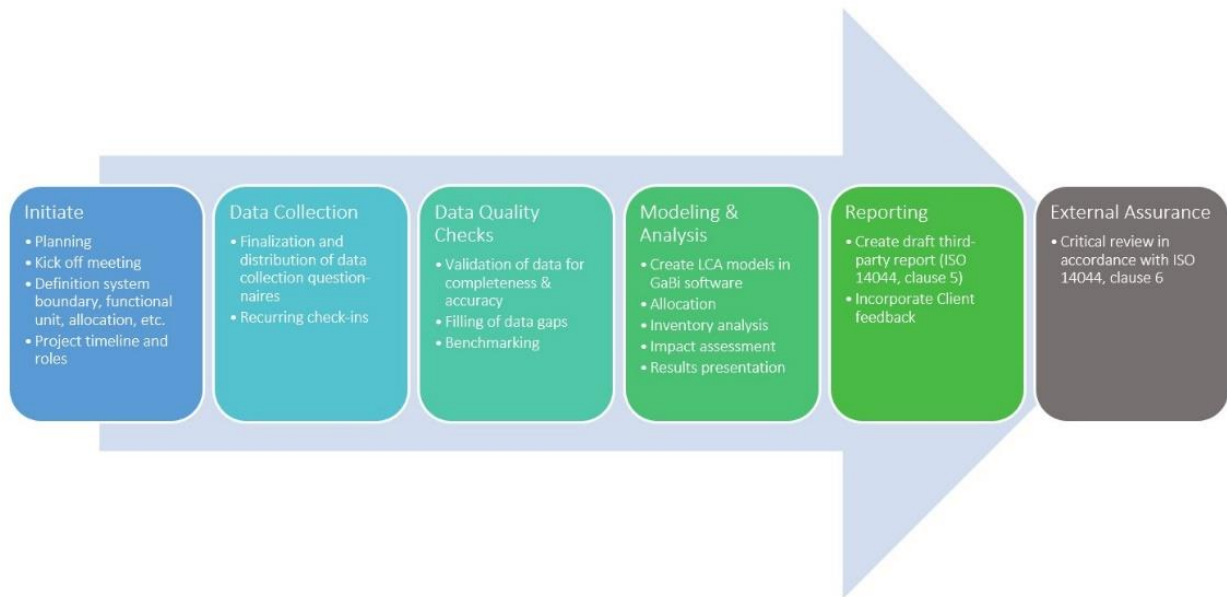 Initiate
• Planning
• Kick off meeting
• Definition system
boundary, functional
unit, allocation, etc.
• Project timeline and
roles
Data Collection
• Finalization and
distribution of data
collection question-
naires
• Recurring check-ins
Data Quality
Checks
• Validation of data for
completeness &
accuracy
• Filling of data gaps
• Benchmarking
Modeling &
Analysis
• Create LCA models in
GaBi software
• Allocation
• Inventory analysis
• Impact assessment
• Results presentation
Reporting
• Create draft third-
party report (ISO
14044, clause 5)
• Incorporate Client
feedback
External Assurance
• Critical review in
accordance with ISO
14044, clause 6